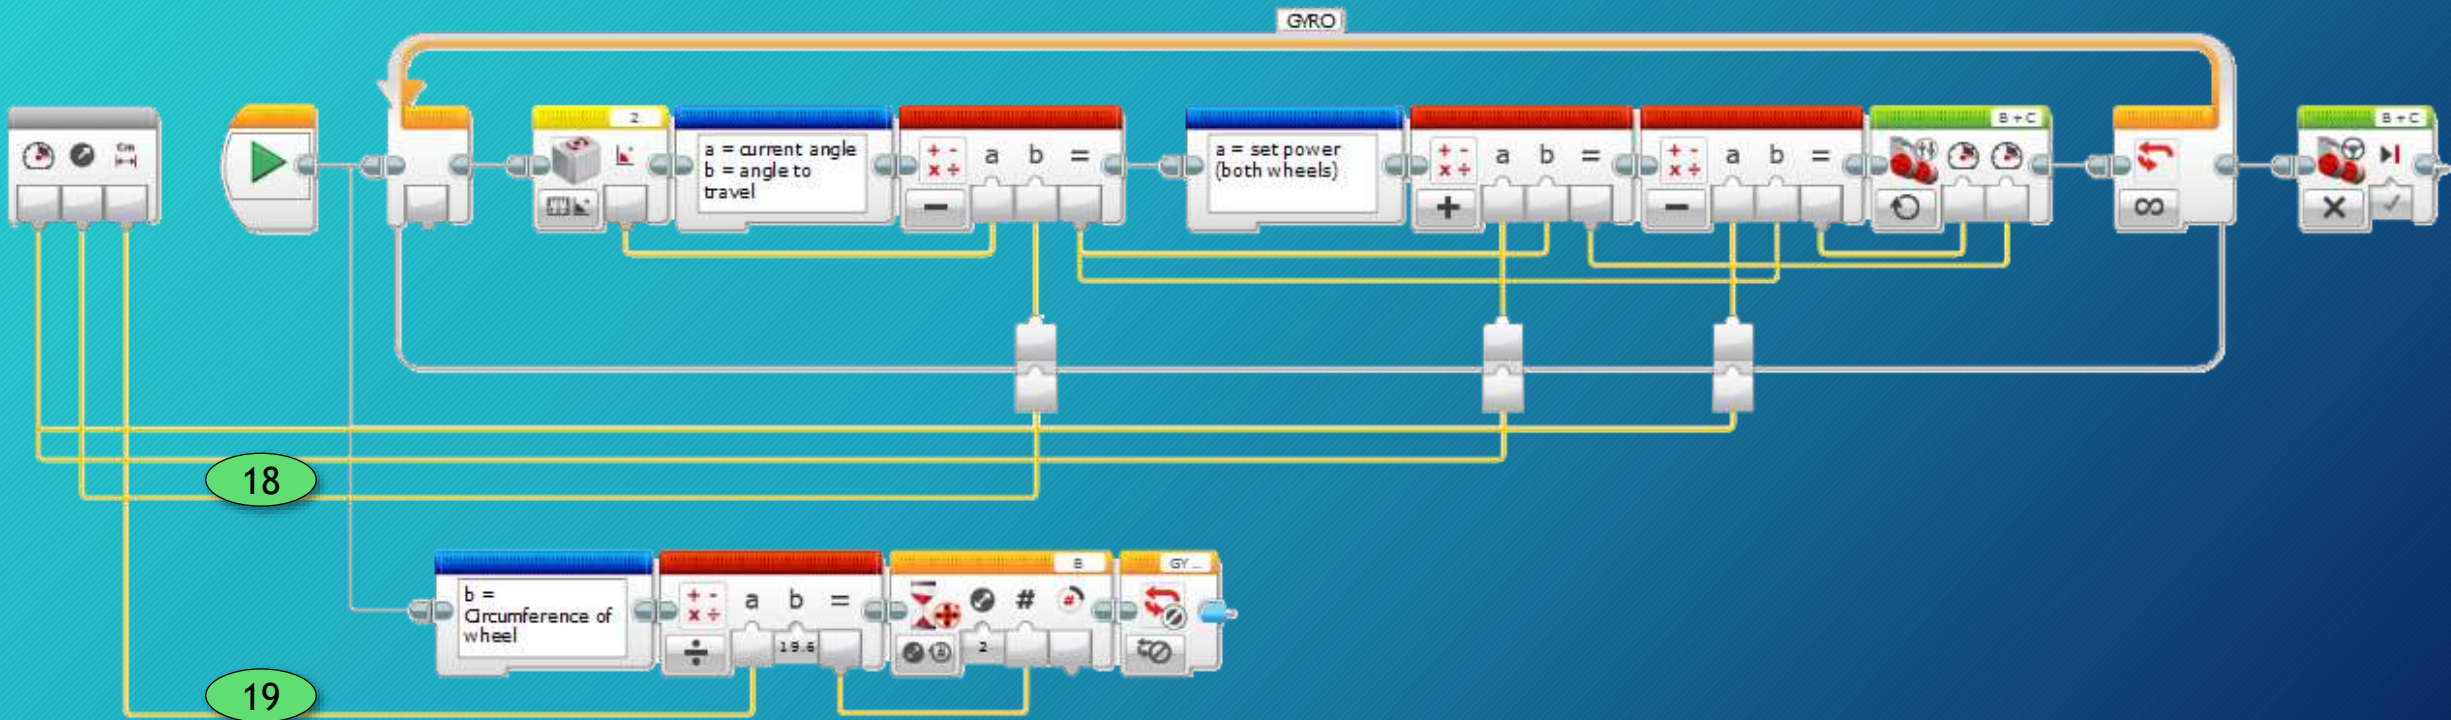 GYRO
Cm
2
a = current angle
b = angle to
travel
a b =
a = set power
(both wheels)
a b =
a b =
B + C
B + C
18
b =
Circumference of
wheel
a b =
19.6
B
#
#
2
GY...
19